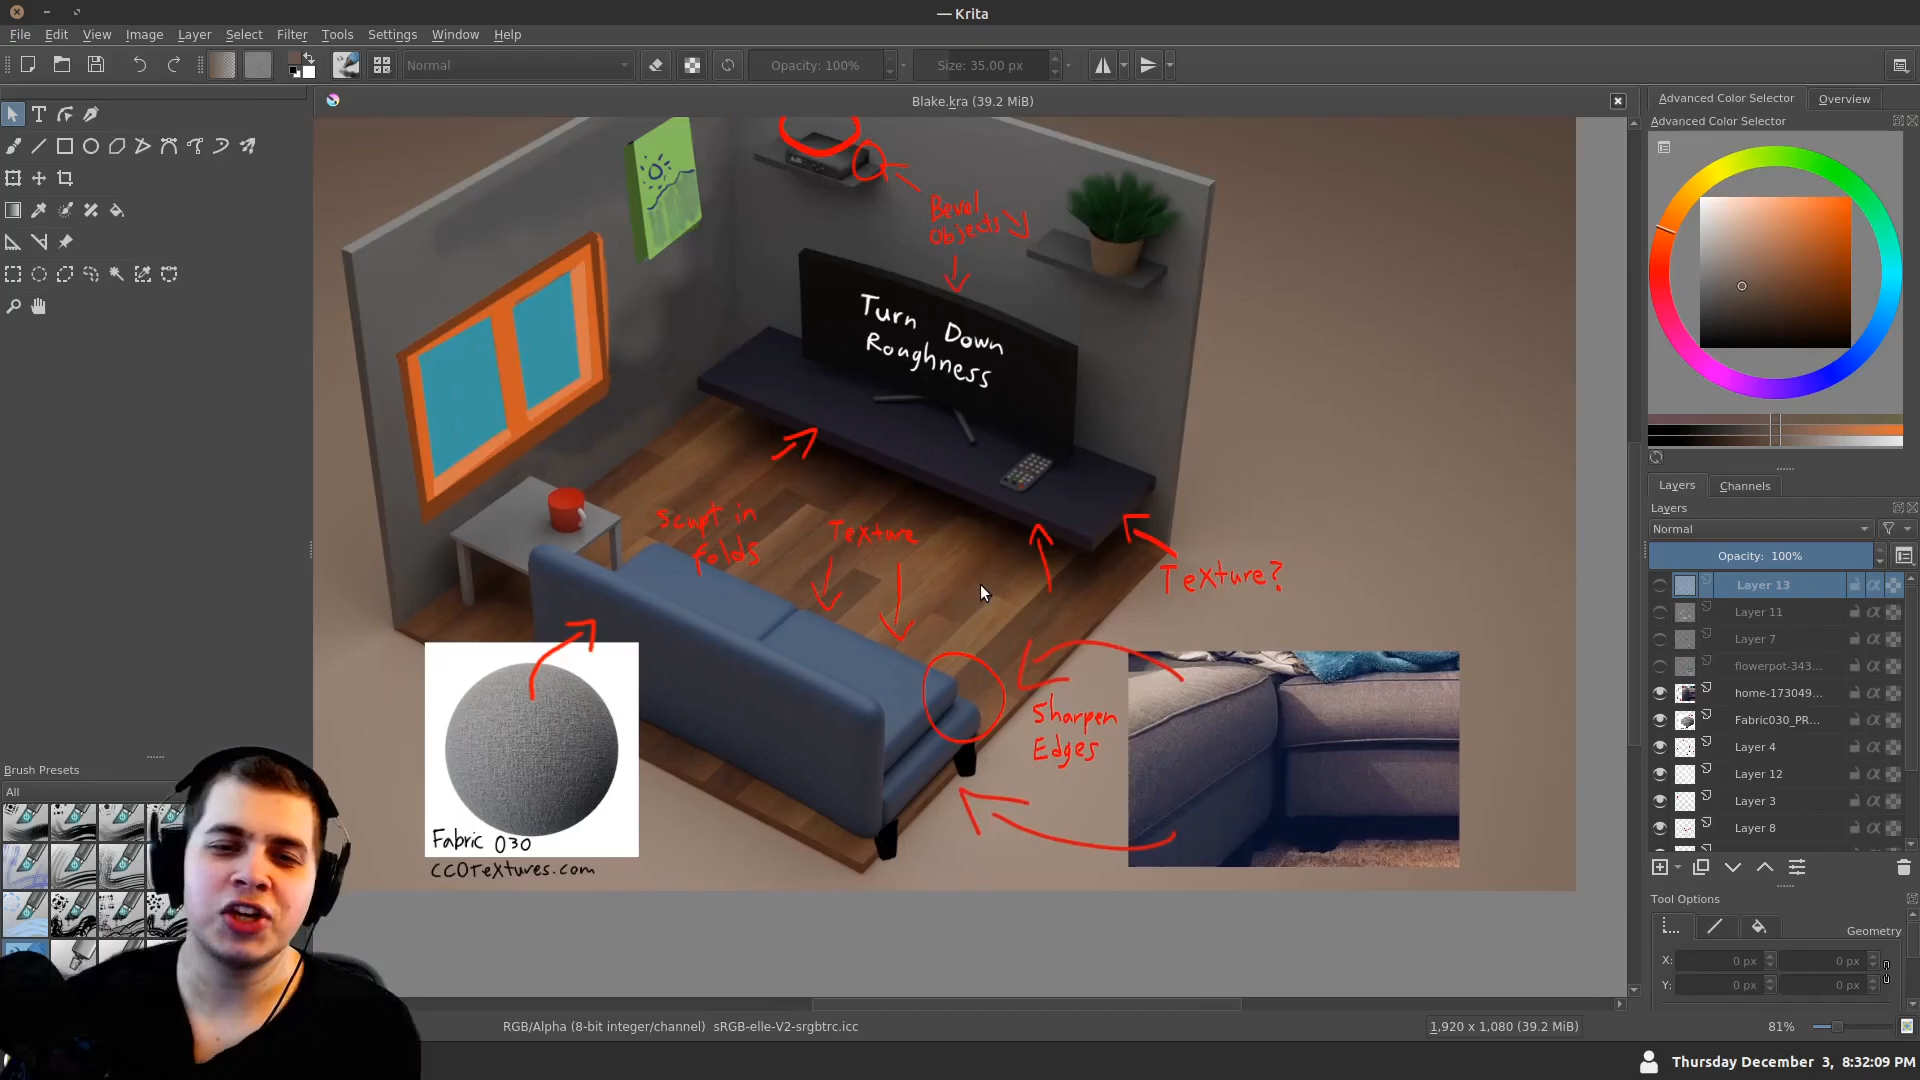 — Krita
File Edit View Image Layer Select Filter Tools Settings Window Help
Normal
Opacity: 100%
Size: 35.00 px
Blake.kra (39.2 MiB)
Advanced Color Selector
Overview
Advanced Color Selector
Bevel
Objects
Turn Down
Roughness
Scupt in
folds
Texture
Texture?
Sharpen
Edges
Fabric 030
CC0Textures.com
Layers
Channels
Layers
Normal
Opacity: 100%
Layer 13
Layer 11
Layer 7
flowerpot-343...
home-173049...
Fabric030_PR...
Layer 4
Layer 12
Layer 3
Layer 8
Brush Presets
All
Tool Options
Geometry
X: 0 px 0 px
Y: 0 px 0 px
RGB/Alpha (8-bit integer/channel) sRGB-elle-V2-srgbtrc.icc
1,920 x 1,080 (39.2 MiB)
81%
Thursday December 3, 8:32:09 PM